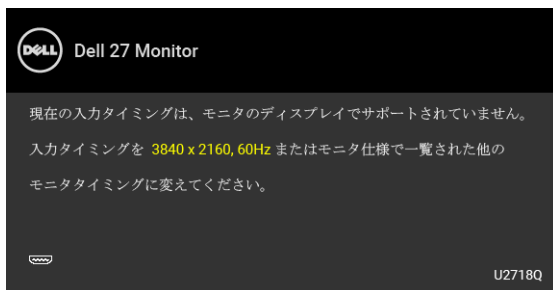 DELL
Dell 27 Monitor
現在の入力タイミングは、モニタのディスプレイでサポートされていません。
入力タイミングを 3840 x 2160, 60Hz またはモニタ仕様で一覧された他の
モニタタイミングに変えてください。
U2718Q